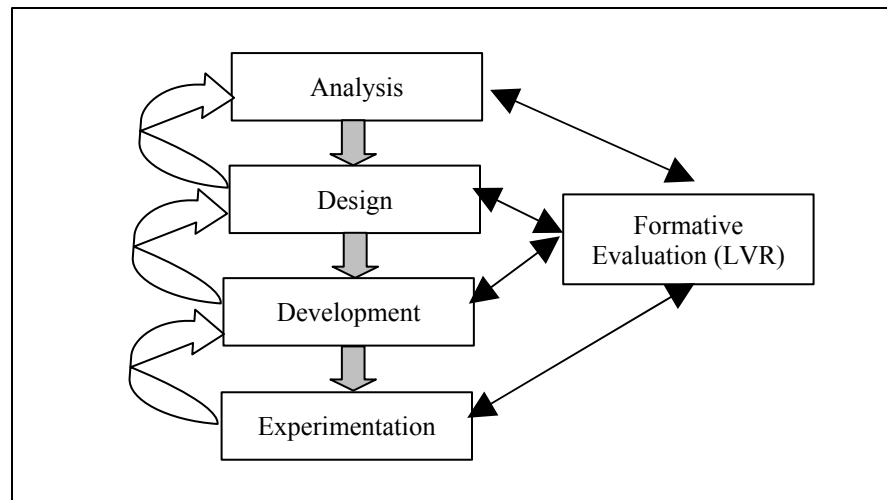 Analysis
Design
Formative
Evaluation (LVR)
Development
Experimentation